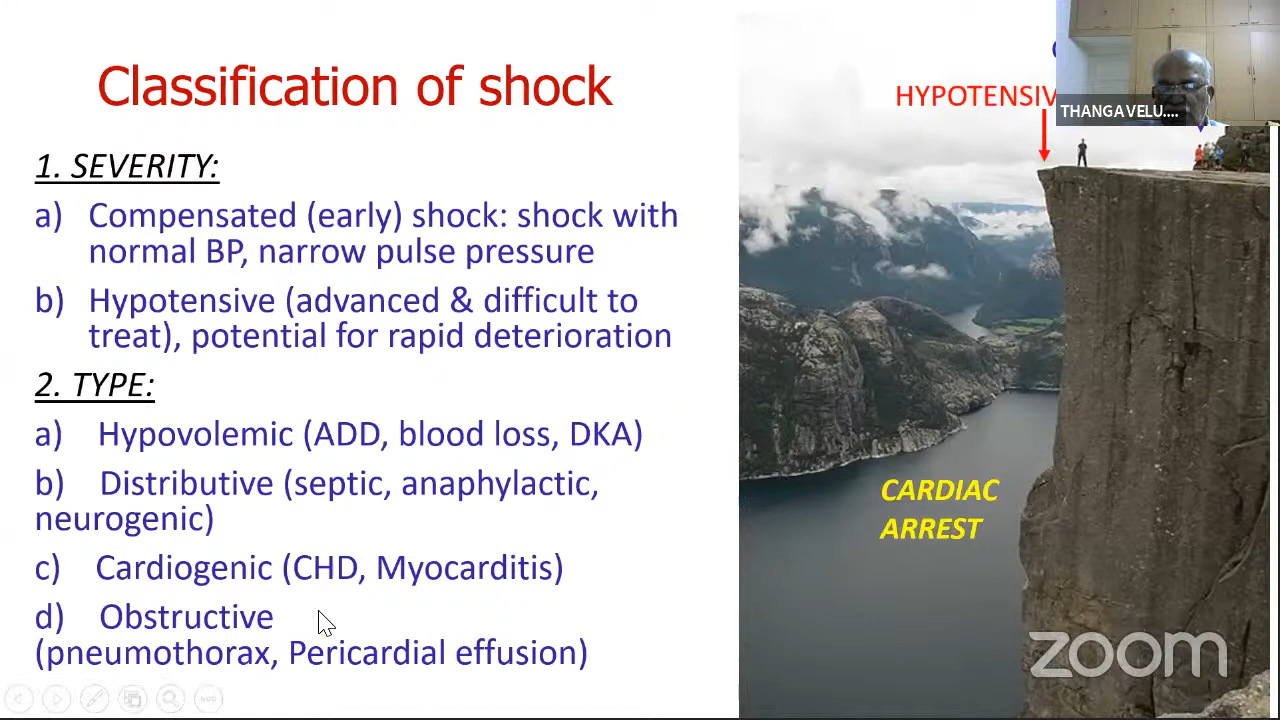 Classification of shock
1. SEVERITY:
a) Compensated (early) shock: shock with
normal BP, narrow pulse pressure
b) Hypotensive (advanced & difficult to
treat), potential for rapid deterioration
2. TYPE:
a) Hypovolemic (ADD, blood loss, DKA)
b) Distributive (septic, anaphylactic,
neurogenic)
c) Cardiogenic (CHD, Myocarditis)
d) Obstructive
(pneumothorax, Pericardial effusion)
HYPOTENSIV
THANGAVELU....
CARDIAC
ARREST
zoom